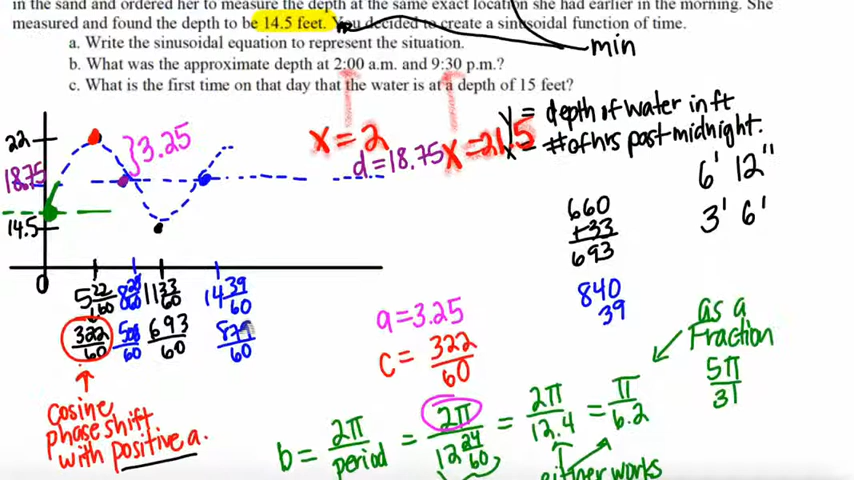 in the sand and ordered her to measure the depth at the same exact location she had earlier in the morning. She
measured and found the depth to be 14.5 feet. You decided to create a sinusoidal function of time.
a. Write the sinusoidal equation to represent the situation.
b. What was the approximate depth at 2:00 a.m. and 9:30 p.m.?
c. What is the first time on that day that the water is at a depth of 15 feet?
min
y = depth of water in ft
x = # of hrs past midnight.
x = 2
x = 21.5
22
3.25
18.75
d = 18.75
14.5
0
5 22/60
11 33/60
14 39/60
322/60
693/60
cosine
phase shift
with positive a.
a = 3.25
c = 322/60
b = 2π/period = 2π/12 24/60 = 2π/12.4 = π/6.2
either works
660
+33
693
840
39
6' 12"
3' 6'
as a
Fraction
5π/31